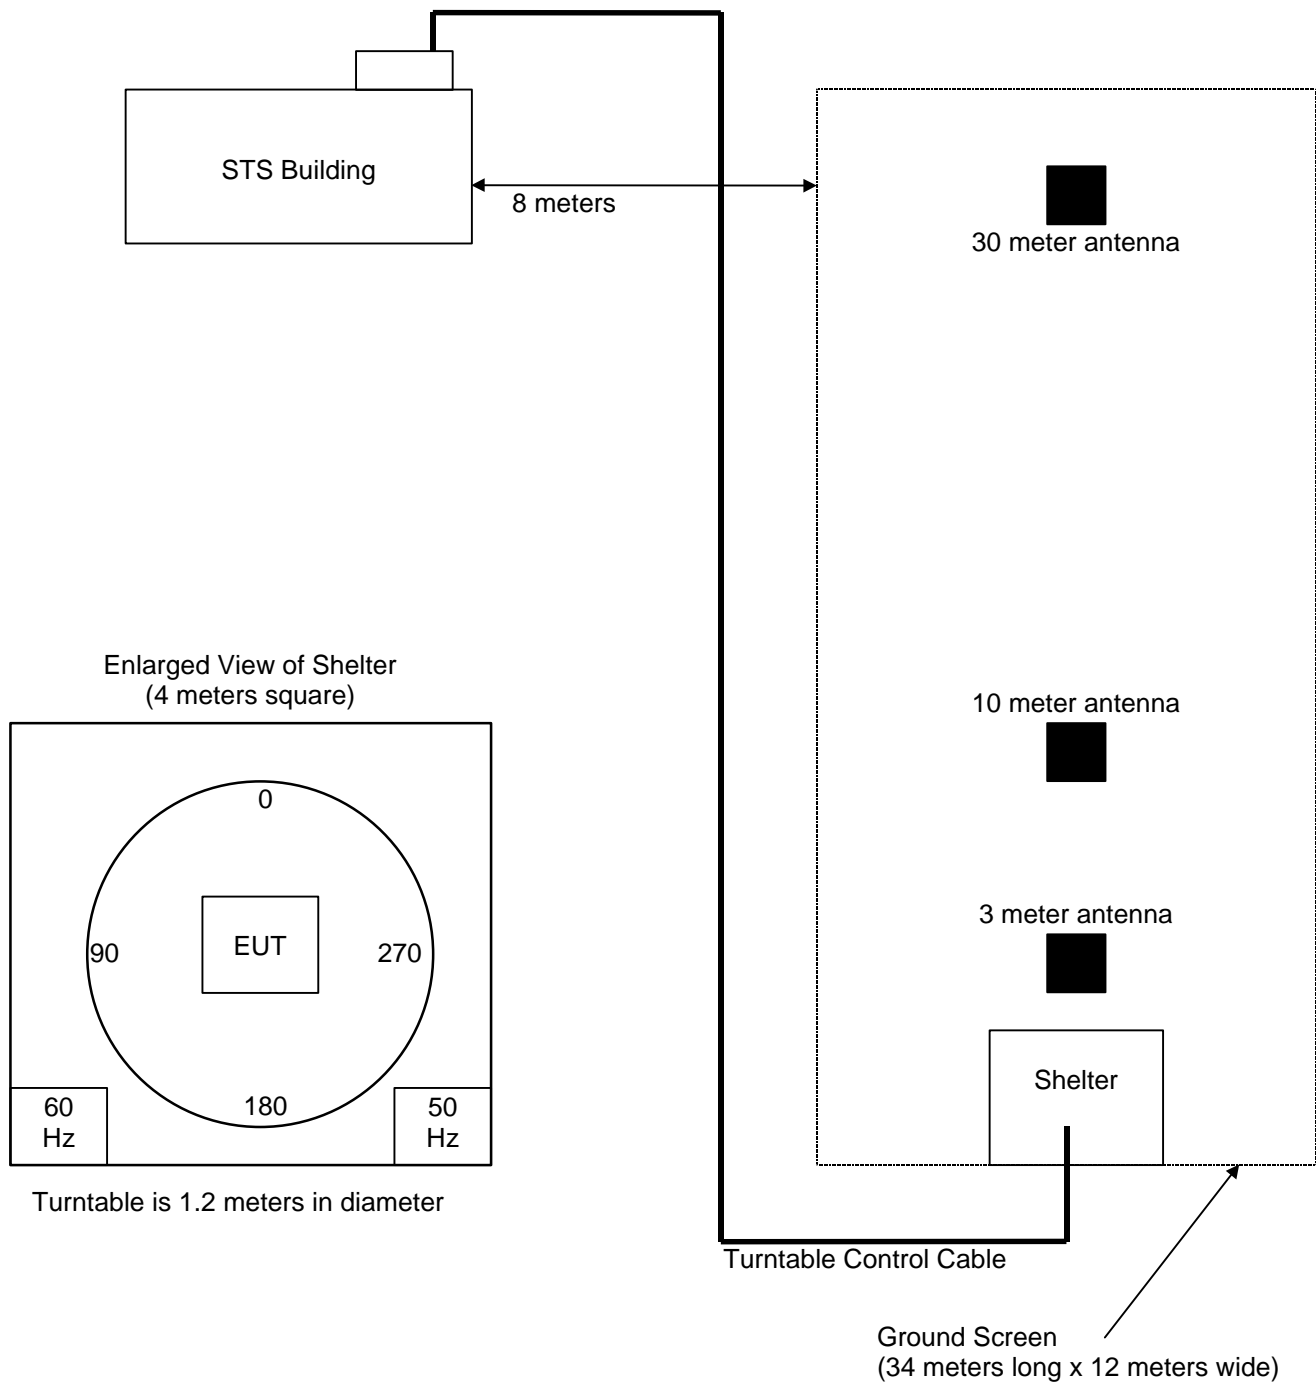 STS Building
8 meters
30 meter antenna
Enlarged View of Shelter
(4 meters square)
10 meter antenna
0
3 meter antenna
90
EUT
270
Shelter
180
60
Hz
50
Hz
Turntable is 1.2 meters in diameter
Turntable Control Cable
Ground Screen
(34 meters long x 12 meters wide)